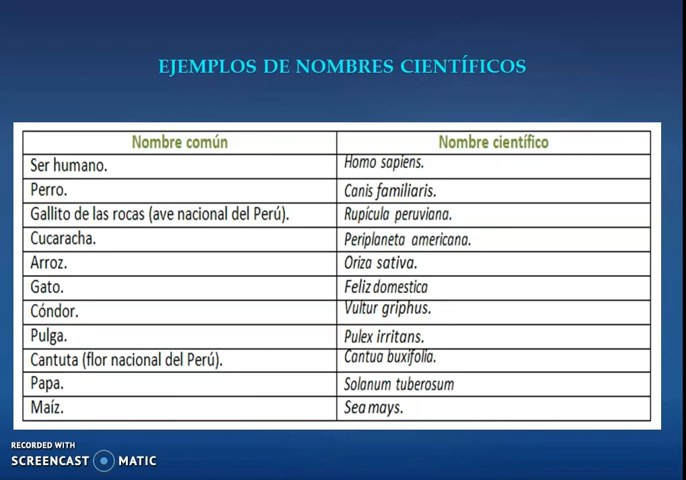 EJEMPLOS DE NOMBRES CIENTÍFICOS
Nombre común Nombre científico
Ser humano. Homo sapiens.
Perro. Canis familiaris.
Gallito de las rocas (ave nacional del Perú). Rupícula peruviana.
Cucaracha. Periplaneta americana.
Arroz. Oriza sativa.
Gato. Feliz domestica
Cóndor. Vultur griphus.
Pulga. Pulex irritans.
Cantuta (flor nacional del Perú). Cantua buxifolia.
Papa. Solanum tuberosum
Maíz. Sea mays.
RECORDED WITH
SCREENCAST MATIC